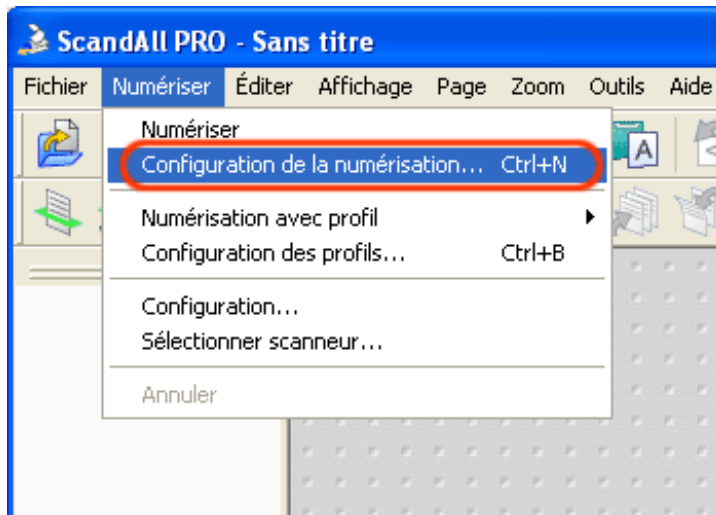 ScandAll PRO - Sans titre
Fichier Numériser Éditer Affichage Page Zoom Outils Aide
Numériser
Configuration de la numérisation... Ctrl+N
Numérisation avec profil
Configuration des profils... Ctrl+B
Configuration...
Sélectionner scanneur...
Annuler
A